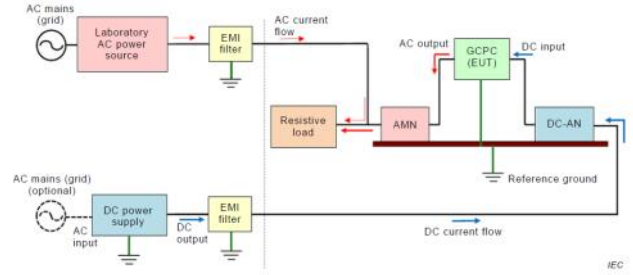 AC mains
(grid)
Laboratory
AC power
source
EMI
filter
AC current
flow
AC output
GCPC
(EUT)
DC input
Resistive
load
AMN
DC-AN
Reference ground
AC mains (grid)
(optional)
AC
input
DC power
supply
DC
output
EMI
filter
DC current flow
IEC